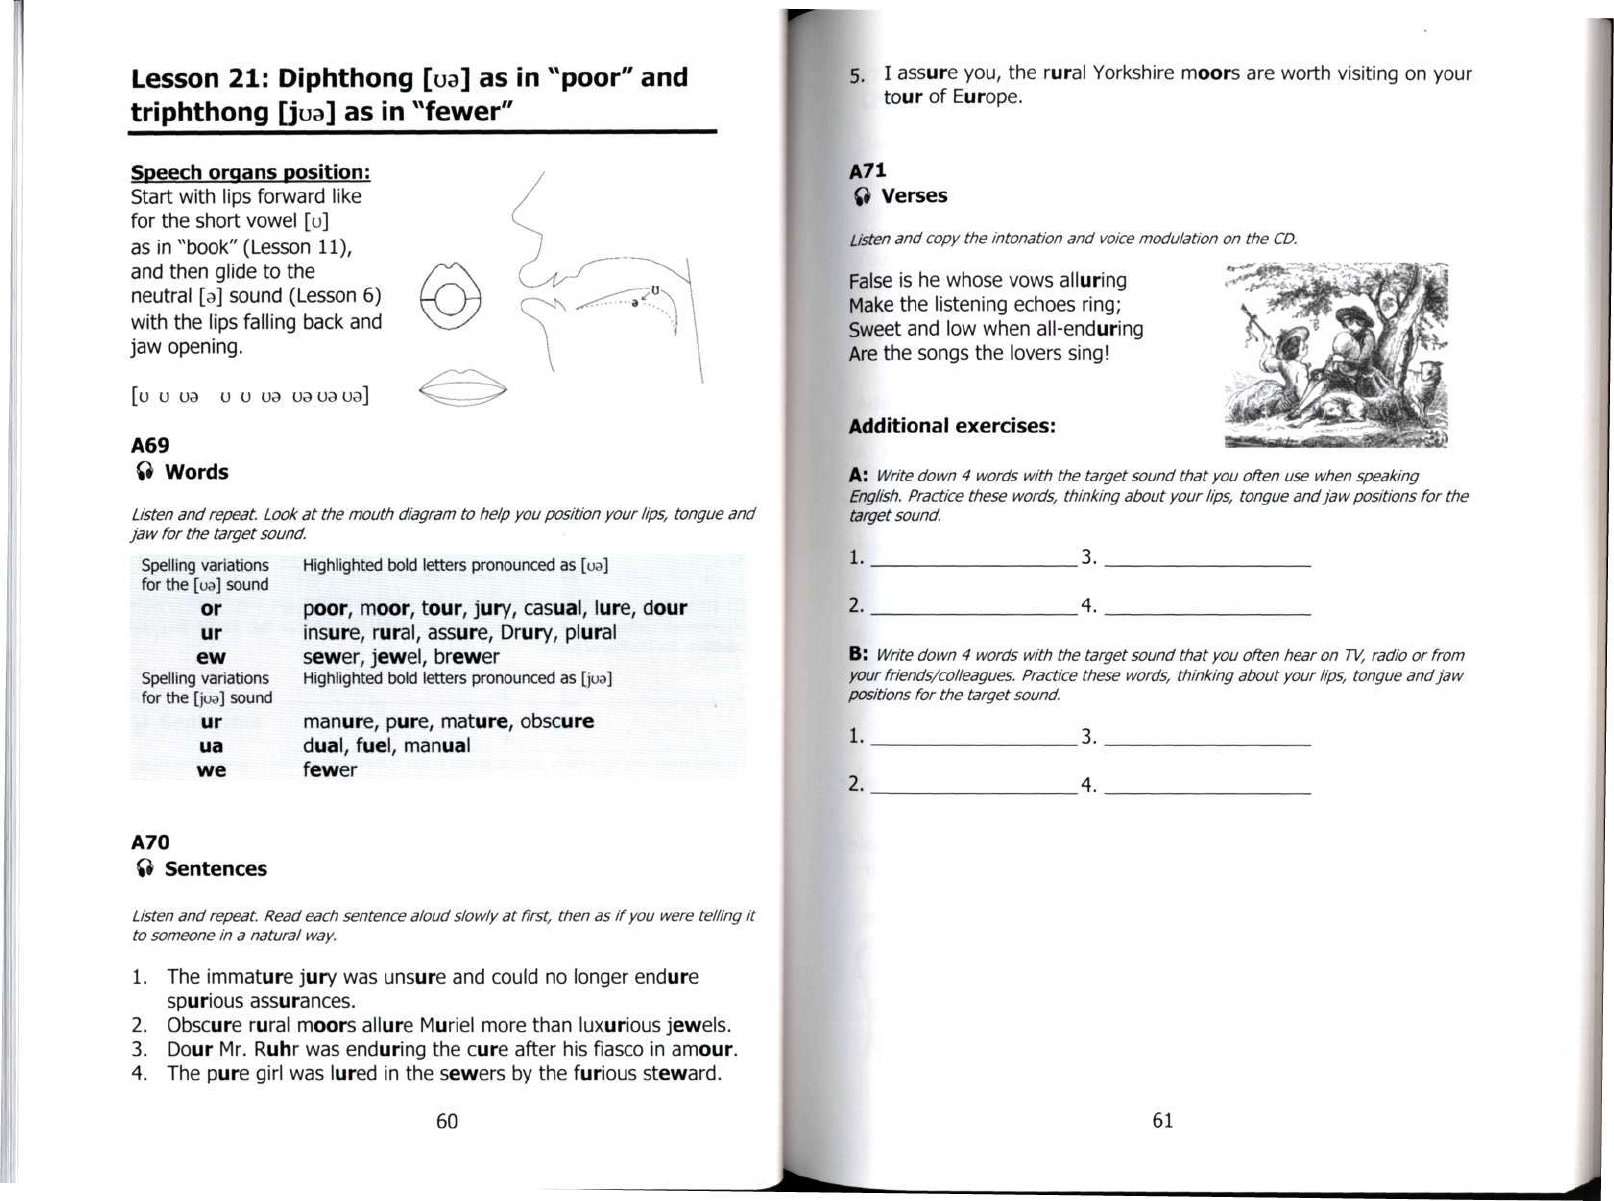 Lesson 21: Diphthong [ʊə] as in "poor" and
triphthong [jʊə] as in "fewer"
Speech organs position:
Start with lips forward like
for the short vowel [ʊ]
as in "book" (Lesson 11),
and then glide to the
neutral [ə] sound (Lesson 6)
with the lips falling back and
jaw opening.
[ʊ ʊ ʊə ʊ ʊ ʊə ʊə ʊə ʊə]
ʊ
ə
A69
Words
Listen and repeat. Look at the mouth diagram to help you position your lips, tongue and
jaw for the target sound.
Spelling variations Highlighted bold letters pronounced as [ʊə]
for the [ʊə] sound
or poor, moor, tour, jury, casual, lure, dour
ur insure, rural, assure, Drury, plural
ew sewer, jewel, brewer
Spelling variations Highlighted bold letters pronounced as [jʊə]
for the [jʊə] sound
ur manure, pure, mature, obscure
ua dual, fuel, manual
we fewer
A70
Sentences
Listen and repeat. Read each sentence aloud slowly at first, then as if you were telling it
to someone in a natural way.
1. The immature jury was unsure and could no longer endure
spurious assurances.
2. Obscure rural moors allure Muriel more than luxurious jewels.
3. Dour Mr. Ruhr was enduring the cure after his fiasco in amour.
4. The pure girl was lured in the sewers by the furious steward.
60
5. I assure you, the rural Yorkshire moors are worth visiting on your
tour of Europe.
A71
Verses
Listen and copy the intonation and voice modulation on the CD.
False is he whose vows alluring
Make the listening echoes ring;
Sweet and low when all-enduring
Are the songs the lovers sing!
Additional exercises:
A: Write down 4 words with the target sound that you often use when speaking
English. Practice these words, thinking about your lips, tongue and jaw positions for the
target sound.
1. 3.
2. 4.
B: Write down 4 words with the target sound that you often hear on TV, radio or from
your friends/colleagues. Practice these words, thinking about your lips, tongue and jaw
positions for the target sound.
1. 3.
2. 4.
61